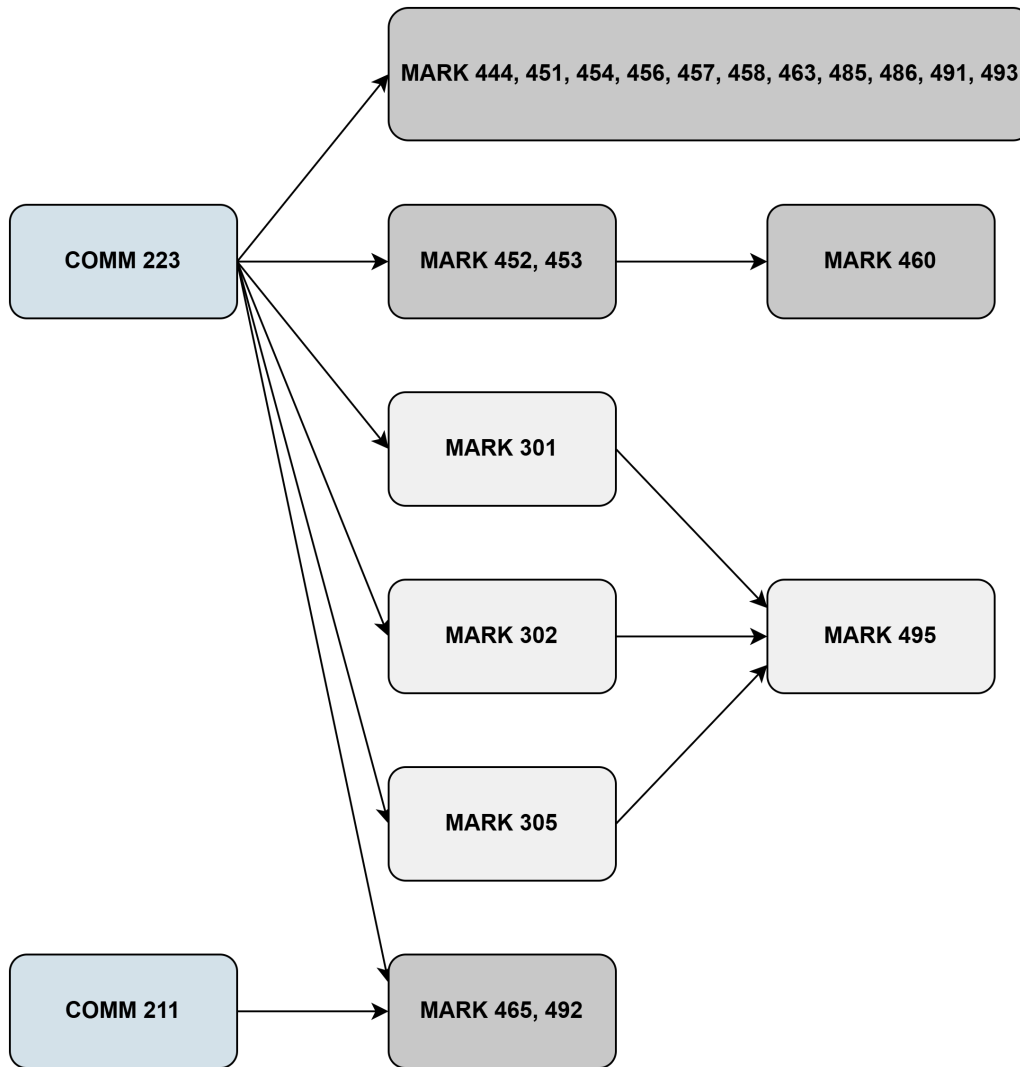 MARK 444, 451, 454, 456, 457, 458, 463, 485, 486, 491, 493
COMM 223
MARK 452, 453
MARK 460
MARK 301
MARK 302
MARK 495
MARK 305
COMM 211
MARK 465, 492